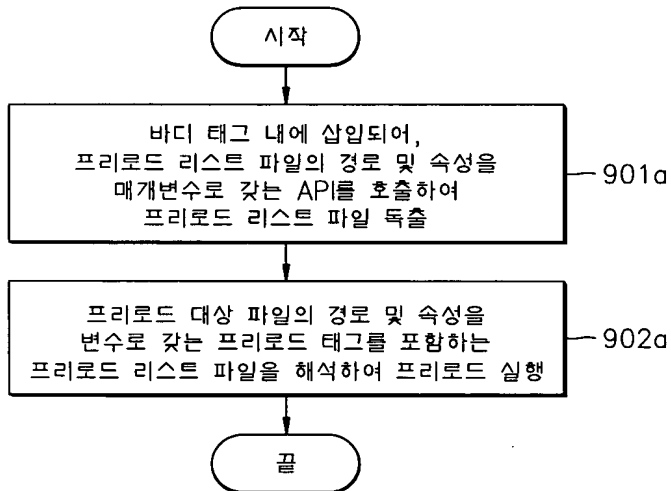 시작
바디 태그 내에 삽입되어,
프리로드 리스트 파일의 경로 및 속성을
매개변수로 갖는 API를 호출하여
프리로드 리스트 파일 독출
901a
프리로드 대상 파일의 경로 및 속성을
변수로 갖는 프리로드 태그를 포함하는
프리로드 리스트 파일을 해석하여 프리로드 실행
902a
끝